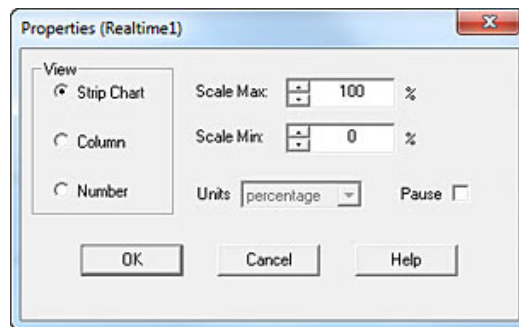 Properties (Realtime1)
View
Strip Chart
Scale Max: 100 %
Column
Scale Min: 0 %
Number
Units percentage Pause
OK Cancel Help